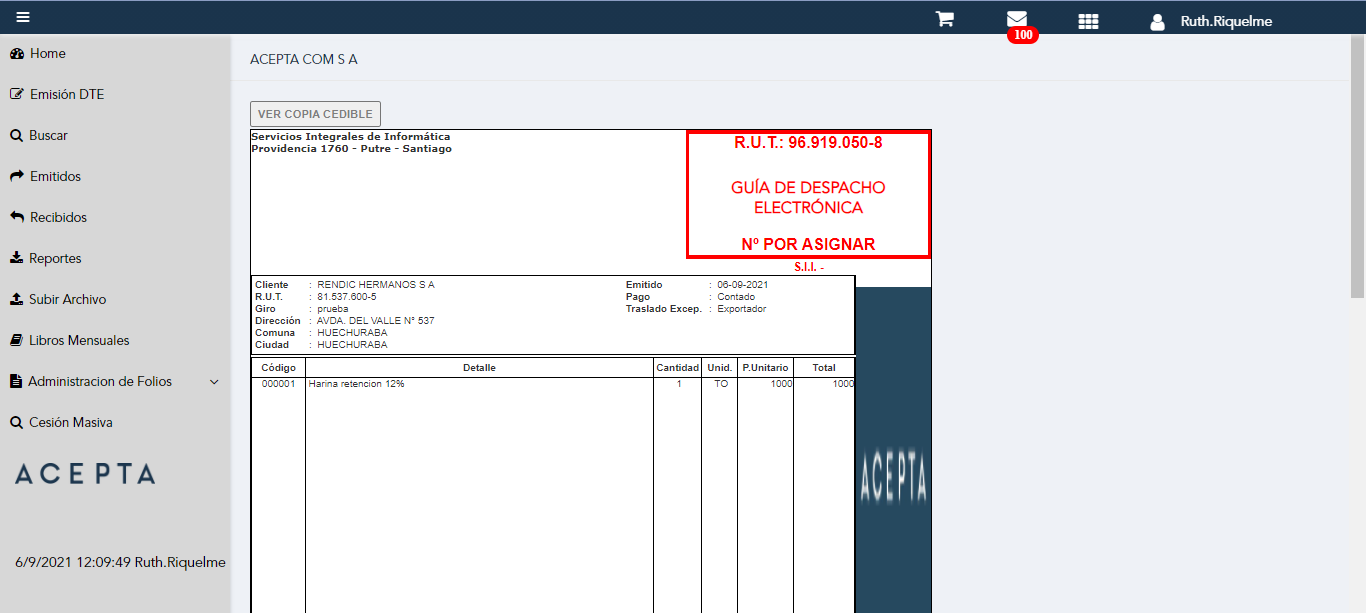 Ruth.Riquelme
100
Home
Emisión DTE
Buscar
Emitidos
Recibidos
Reportes
Subir Archivo
Libros Mensuales
Administracion de Folios
Cesión Masiva
ACEPTA
6/9/2021 12:09:49 Ruth.Riquelme
ACEPTA COM S A
VER COPIA CEDIBLE
Servicios Integrales de Informática
Providencia 1760 - Putre - Santiago
R.U.T.: 96.919.050-8
GUÍA DE DESPACHO
ELECTRÓNICA
Nº POR ASIGNAR
S.I.I. -
Cliente : RENDIC HERMANOS S A
R.U.T. : 81.537.600-5
Giro : prueba
Dirección : AVDA. DEL VALLE N° 537
Comuna : HUECHURABA
Ciudad : HUECHURABA
Emitido : 06-09-2021
Pago : Contado
Traslado Excep. : Exportador
Código Detalle Cantidad Unid. P.Unitario Total
000001 Harina retencion 12% 1 TO 1000 1000
ACEPTA